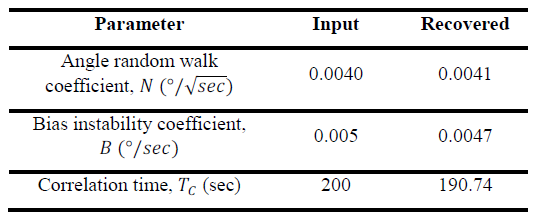 Parameter Input Recovered
Angle random walk
coefficient, N (°/√sec) 0.0040 0.0041
Bias instability coefficient,
B (°/sec) 0.005 0.0047
Correlation time, T_C (sec) 200 190.74